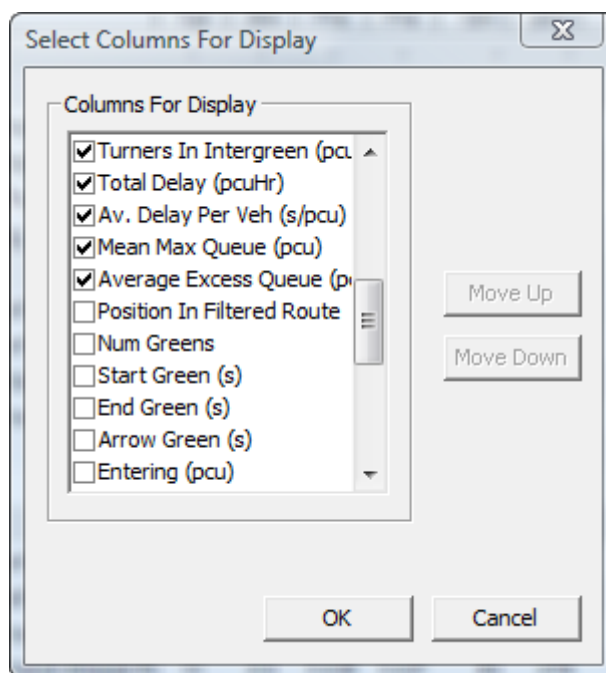 Select Columns For Display
Columns For Display
Turners In Intergreen (pcu
Total Delay (pcuHr)
Av. Delay Per Veh (s/pcu)
Mean Max Queue (pcu)
Average Excess Queue (p
Position In Filtered Route
Num Greens
Start Green (s)
End Green (s)
Arrow Green (s)
Entering (pcu)
Move Up
Move Down
OK
Cancel